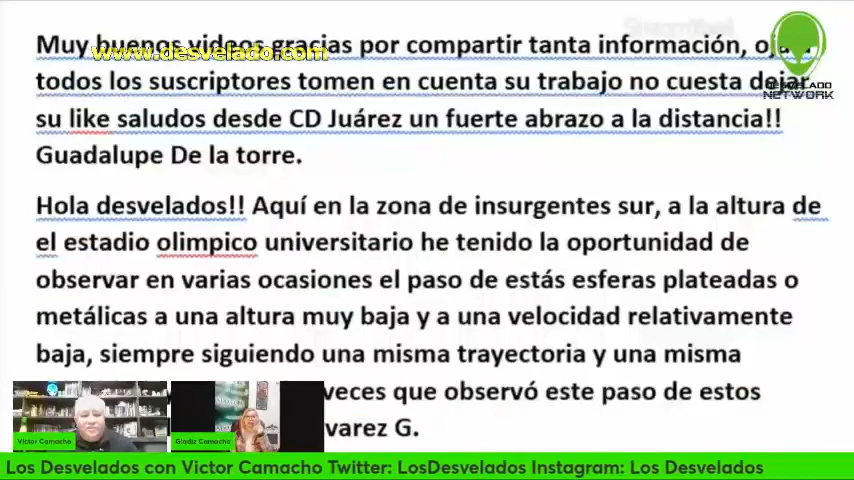 Muy buenos videos gracias por compartir tanta información,
www.desvelado.com
todos los suscriptores tomen en cuenta su trabajo no cuesta dejar
su like saludos desde CD Juárez un fuerte abrazo a la distancia!!
Guadalupe De la torre.
DESVELADO
NETWORK
Hola desvelados!! Aquí en la zona de insurgentes sur, a la altura de
el estadio olimpico universitario he tenido la oportunidad de
observar en varias ocasiones el paso de estás esferas plateadas o
metálicas a una altura muy baja y a una velocidad relativamente
baja, siempre siguiendo una misma trayectoria y una misma
veces que observó este paso de estos
varez G.
Victor Camacho
Gladiz Camacho
Los Desvelados con Victor Camacho Twitter: LosDesvelados Instagram: Los Desvelados